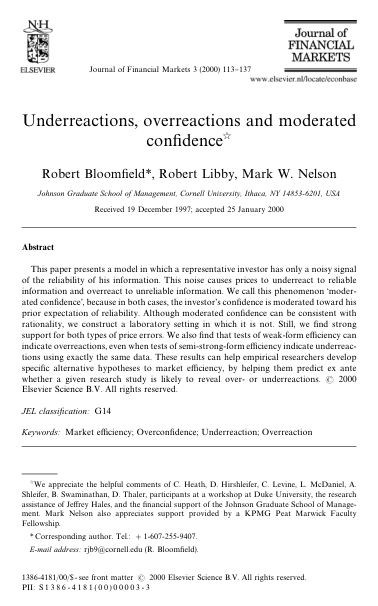 N·H
ELSEVIER
Journal of Financial Markets 3 (2000) 113–137
Journal of
FINANCIAL
MARKETS
www.elsevier.nl/locate/econbase
Underreactions, overreactions and moderated
confidence☆
Robert Bloomfield*, Robert Libby, Mark W. Nelson
Johnson Graduate School of Management, Cornell University, Ithaca, NY 14853-6201, USA
Received 19 December 1997; accepted 25 January 2000
Abstract
This paper presents a model in which a representative investor has only a noisy signal
of the reliability of his information. This noise causes prices to underreact to reliable
information and overreact to unreliable information. We call this phenomenon ‘moder-
ated confidence’, because in both cases, the investor’s confidence is moderated toward his
prior expectation of reliability. Although moderated confidence can be consistent with
rationality, we construct a laboratory setting in which it is not. Still, we find strong
support for both types of price errors. We also find that tests of weak-form efficiency can
indicate overreactions, even when tests of semi-strong-form efficiency indicate underreac-
tions using exactly the same data. These results can help empirical researchers develop
specific alternative hypotheses to market efficiency, by helping them predict ex ante
whether a given research study is likely to reveal over- or underreactions. © 2000
Elsevier Science B.V. All rights reserved.
JEL classification: G14
Keywords: Market efficiency; Overconfidence; Underreaction; Overreaction
☆We appreciate the helpful comments of C. Heath, D. Hirshleifer, C. Levine, L. McDaniel, A.
Shleifer, B. Swaminathan, D. Thaler, participants at a workshop at Duke University, the research
assistance of Jeffrey Hales, and the financial support of the Johnson Graduate School of Manage-
ment. Mark Nelson also appreciates support provided by a KPMG Peat Marwick Faculty
Fellowship.
* Corresponding author. Tel.: + 1-607-255-9407.
E-mail address: rjb9@cornell.edu (R. Bloomfield).
1386-4181/00/$ - see front matter © 2000 Elsevier Science B.V. All rights reserved.
PII: S 1 3 8 6 - 4 1 8 1 ( 0 0 ) 0 0 0 0 3 - 3